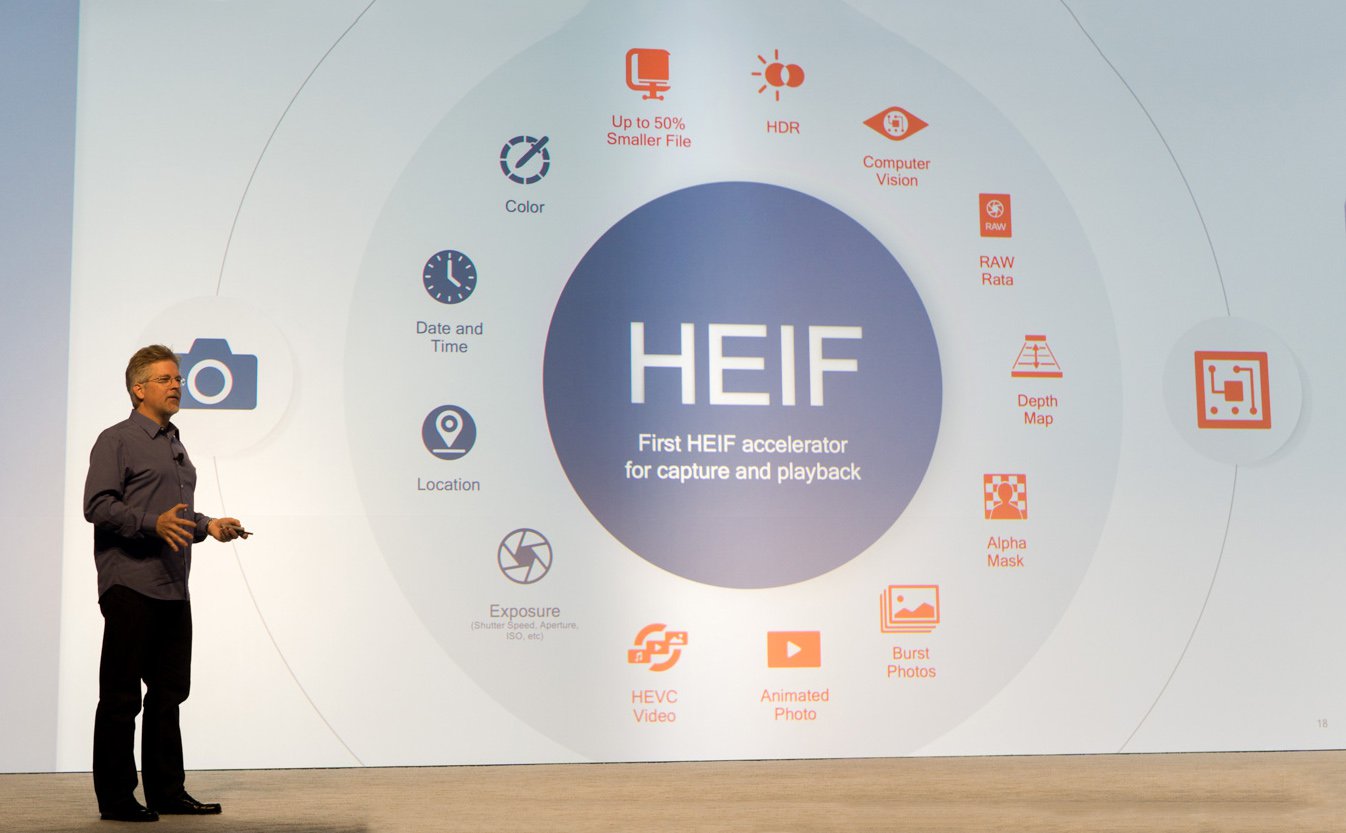 Up to 50%
Smaller File
HDR
Computer
Vision
RAW
RAW
Rata
Depth
Map
Alpha
Mask
Burst
Photos
Animated
Photo
HEVC
Video
Exposure
(Shutter Speed, Aperture,
ISO, etc)
Location
Date and
Time
Color
HEIF
First HEIF accelerator
for capture and playback
18